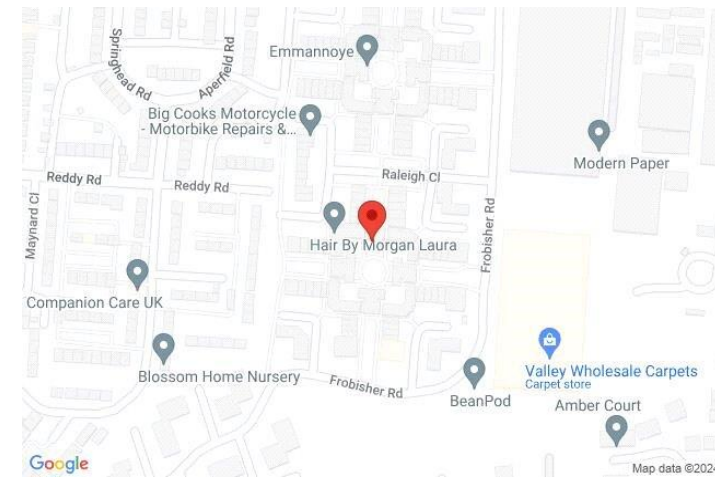 Springhead Rd
Aperfield Rd
Emmannoye
Big Cooks Motorcycle
- Motorbike Repairs &...
Modern Paper
Raleigh Cl
Reddy Rd
Reddy Rd
Maynard Cl
Hair By Morgan Laura
Frobisher Rd
Companion Care UK
Valley Wholesale Carpets
Carpet store
Blossom Home Nursery
Frobisher Rd
BeanPod
Amber Court
Google
Map data ©2024